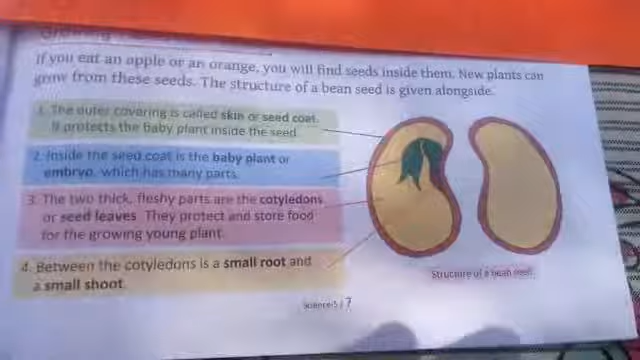 Growing
If you eat an apple or an orange, you will find seeds inside them. New plants can
grow from these seeds. The structure of a bean seed is given alongside.
1. The outer covering is called skin or seed coat.
It protects the baby plant inside the seed.
2. Inside the seed coat is the baby plant or
embryo, which has many parts.
3. The two thick, fleshy parts are the cotyledons
or seed leaves. They protect and store food
for the growing young plant.
4. Between the cotyledons is a small root and
a small shoot.
Structure of a bean seed
Science-5 / 7